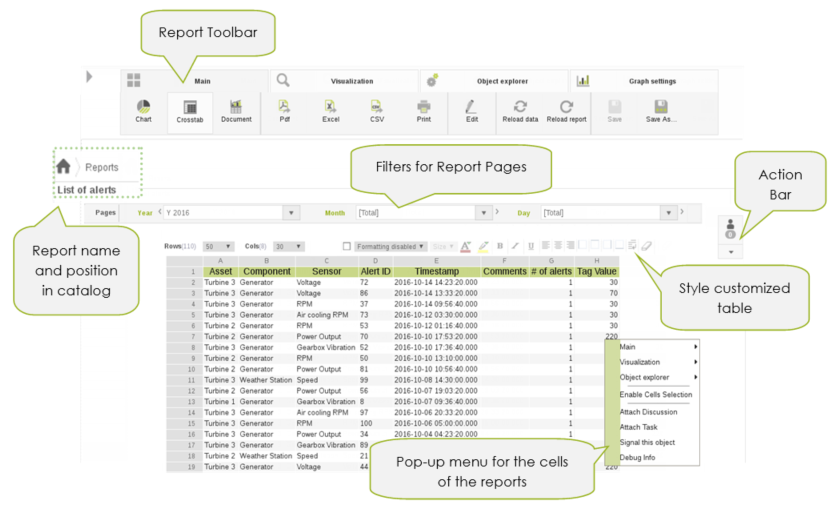 Report Toolbar
Main Visualization Object explorer Graph settings
Chart Crosstab Document Pdf Excel CSV Print Edit Reload data Reload report Save Save As...
Reports
List of alerts
Filters for Report Pages
Action
Bar
Pages Year Y 2016 Month [Total] Day [Total]
Report name
and position
in catalog
Rows(110) 50 Cols(8) 30 Formatting disabled Size B I U
Style customized
table
A B C D E F G H
1 Asset Component Sensor Alert ID Timestamp Comments # of alerts Tag Value
2 Turbine 3 Generator Voltage 72 2016-10-14 14:23:20.000 1 30
3 Turbine 3 Generator Voltage 86 2016-10-14 13:33:20.000 1 70
4 Turbine 3 Generator RPM 37 2016-10-14 09:56:40.000 1 30
5 Turbine 3 Generator Air cooling RPM 73 2016-10-12 03:30:00.000 1 30
6 Turbine 2 Generator RPM 53 2016-10-12 01:16:40.000 1 30
7 Turbine 2 Generator Power Output 70 2016-10-10 17:53:20.000 1 220
8 Turbine 3 Generator Gearbox Vibration 52 2016-10-10 17:36:40.000 1
9 Turbine 2 Generator RPM 50 2016-10-10 13:10:00.000 1
10 Turbine 2 Generator Power Output 81 2016-10-10 10:56:40.000 1
11 Turbine 3 Weather Station Speed 99 2016-10-08 14:30:00.000 1
12 Turbine 2 Generator Power Output 56 2016-10-07 19:03:20.000 1
13 Turbine 1 Generator Gearbox Vibration 8 2016-10-07 09:36:40.000 1
14 Turbine 3 Generator Air cooling RPM 97 2016-10-06 20:33:20.000 1
15 Turbine 3 Generator RPM 100 2016-10-06 05:00:00.000 1
16 Turbine 3 Generator Power Output 34 2016-10-04 04:23:20.000 1
17 Turbine 3 Generator Gearbox Vibration 89
18 Turbine 2 Weather Station Speed 21
19 Turbine 3 Generator Voltage 44 220
Main
Visualization
Object explorer
Enable Cells Selection
Attach Discussion
Attach Task
Signal this object
Debug Info
Pop-up menu for the cells
of the reports